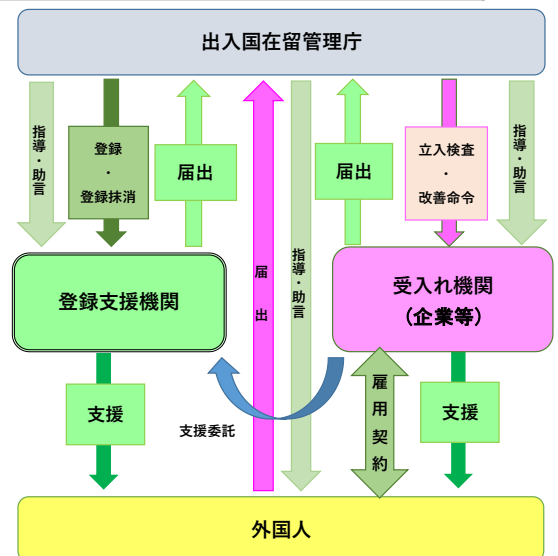 出入国在留管理庁
指導・助言
登録
・
登録抹消
届出
届出
指導・助言
届出
立入検査
・
改善命令
指導・助言
登録支援機関
受入れ機関
（企業等）
支援
支援委託
雇用契約
支援
外国人